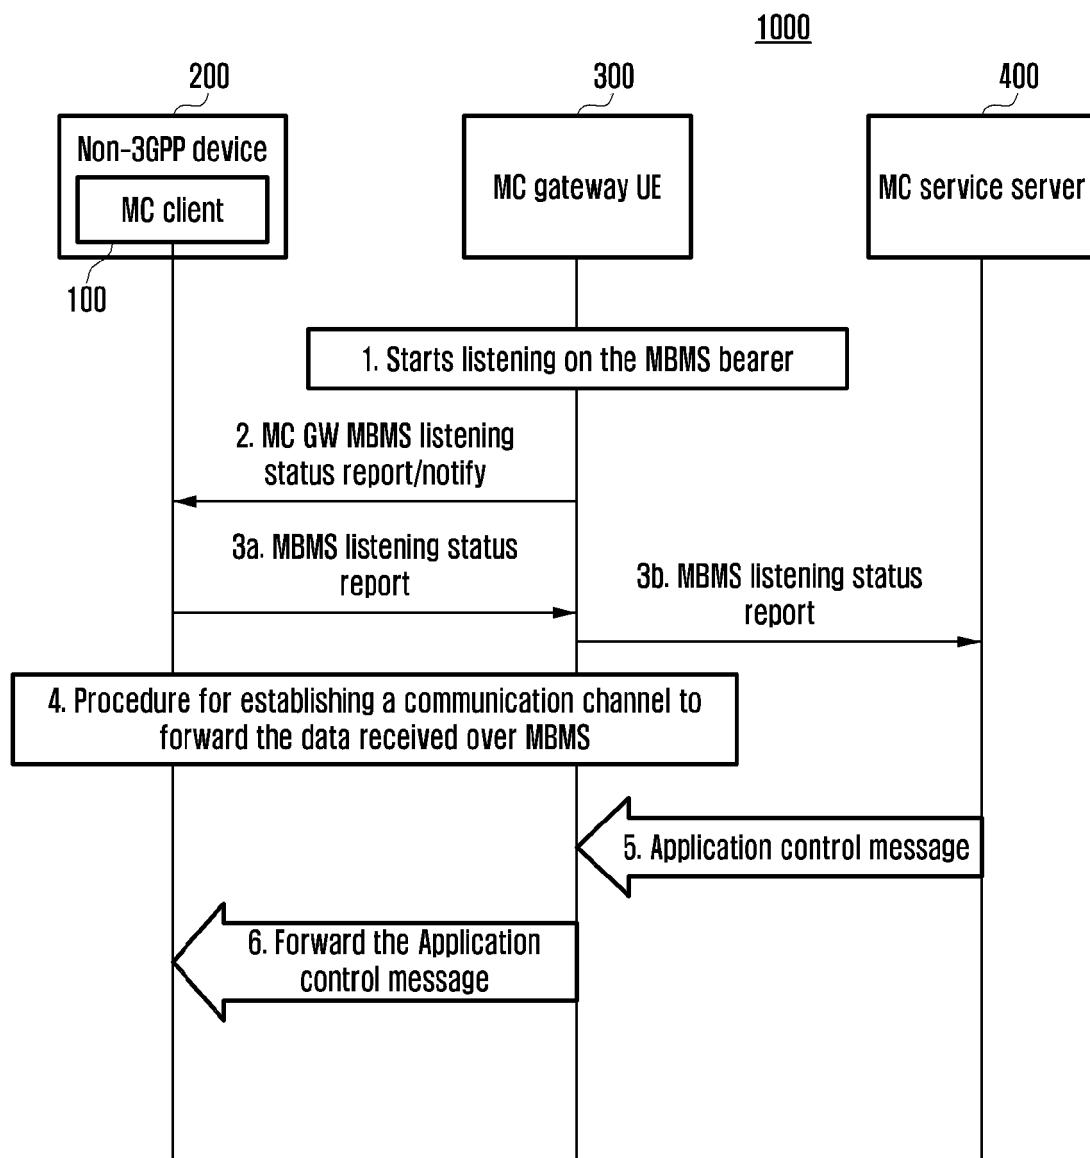 1000
200
300
400
Non-3GPP device
MC client
MC gateway UE
MC service server
100
1. Starts listening on the MBMS bearer
2. MC GW MBMS listening
status report/notify
3a. MBMS listening status
report
3b. MBMS listening status
report
4. Procedure for establishing a communication channel to
forward the data received over MBMS
5. Application control message
6. Forward the Application
control message